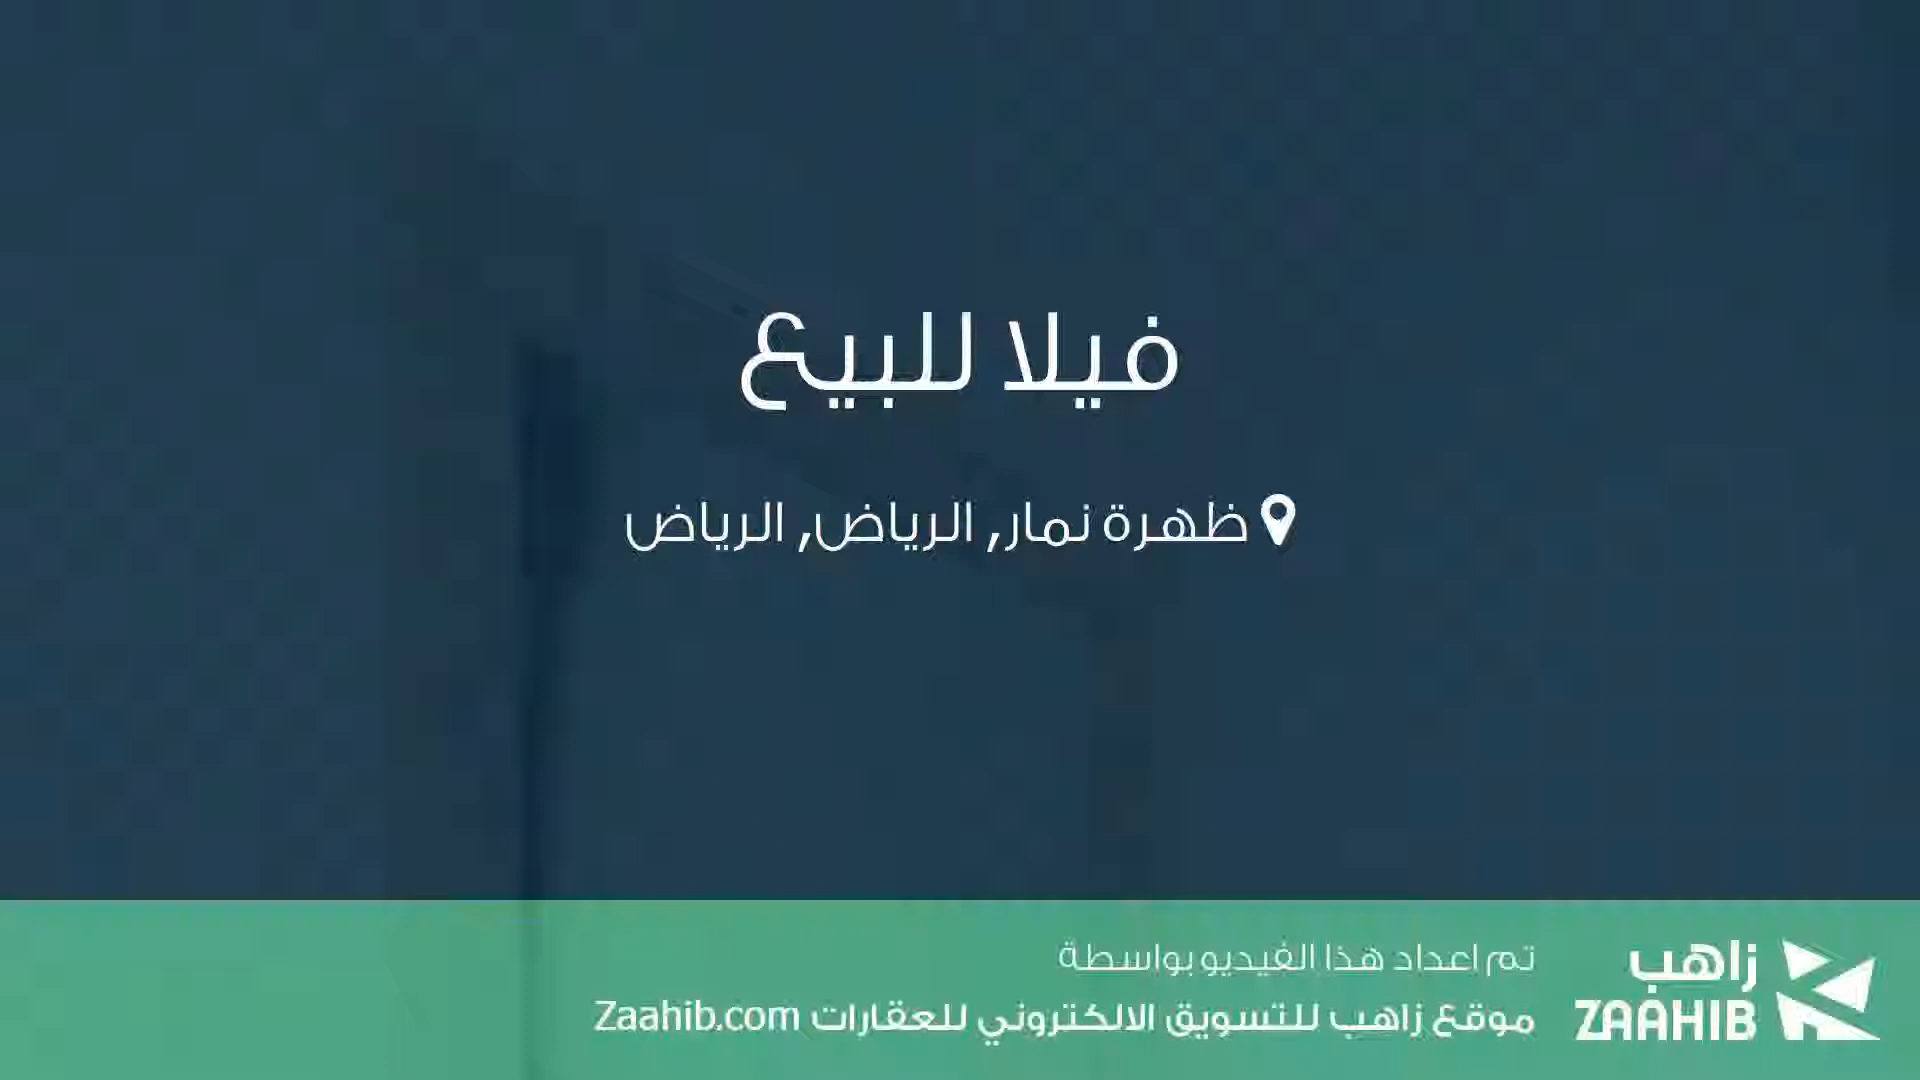 فيلا للبيع
ظهرة نمار, الرياض, الرياض
تم اعداد هذا الفيديو بواسطة
موقع زاهب للتسويق الالكتروني للعقارات Zaahib.com
زاهب
ZAAHIB